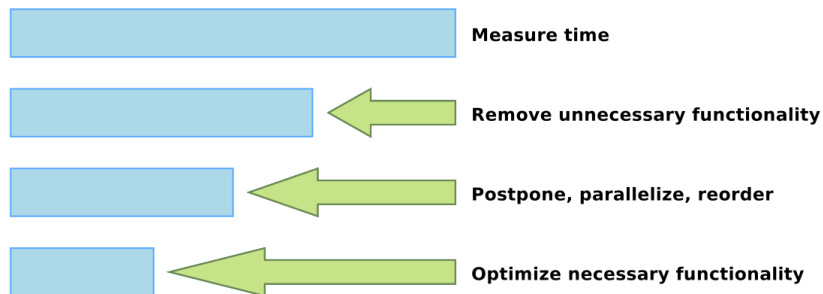 Measure time
Remove unnecessary functionality
Postpone, parallelize, reorder
Optimize necessary functionality